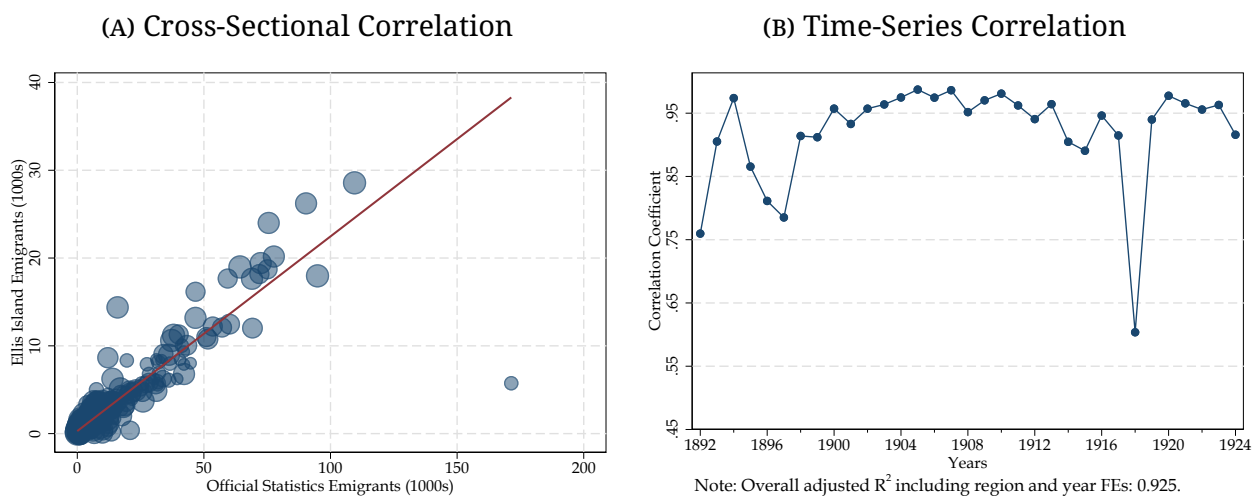 (A) Cross-Sectional Correlation
Ellis Island Emigrants (1000s)
40
30
20
10
0
0 50 100 150 200
Official Statistics Emigrants (1000s)
(B) Time-Series Correlation
Correlation Coefficient
.95
.85
.75
.65
.55
.45
1892 1896 1900 1904 1908 1912 1916 1920 1924
Years
Note: Overall adjusted R² including region and year FEs: 0.925.